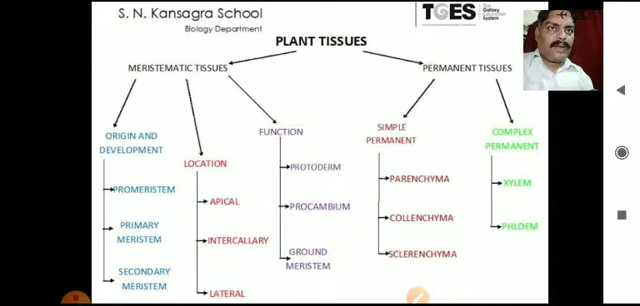 S. N. Kansagra School
Biology Department
TGES
The
Galaxy
Education
System
PLANT TISSUES
MERISTEMATIC TISSUES
PERMANENT TISSUES
ORIGIN AND
DEVELOPMENT
PROMERISTEM
PRIMARY
MERISTEM
SECONDARY
MERISTEM
LOCATION
APICAL
INTERCALLARY
LATERAL
FUNCTION
PROTODERM
PROCAMBIUM
GROUND
MERISTEM
SIMPLE
PERMANENT
PARENCHYMA
COLLENCHYMA
SCLERENCHYMA
COMPLEX
PERMANENT
XYLEM
PHLOEM